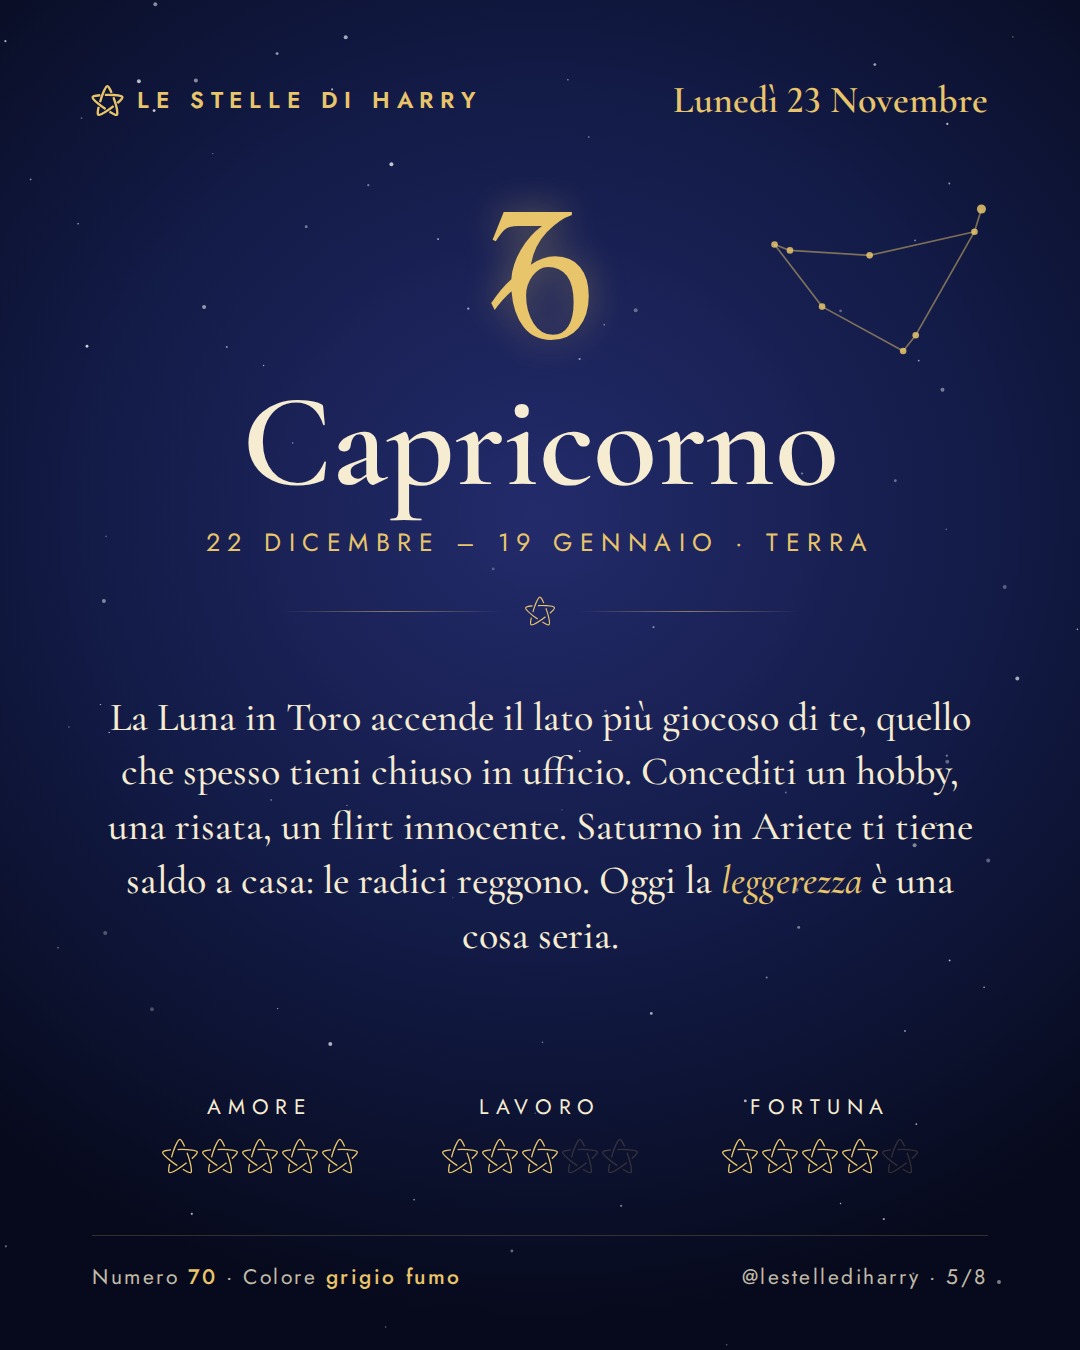 LE STELLE DI HARRY
Lunedì 23 Novembre
♑
Capricorno
22 DICEMBRE – 19 GENNAIO · TERRA
La Luna in Toro accende il lato più giocoso di te, quello
che spesso tieni chiuso in ufficio. Concediti un hobby,
una risata, un flirt innocente. Saturno in Ariete ti tiene
saldo a casa: le radici reggono. Oggi la leggerezza è una
cosa seria.
AMORE
LAVORO
FORTUNA
Numero 70 · Colore grigio fumo
@lestellediharry · 5/8